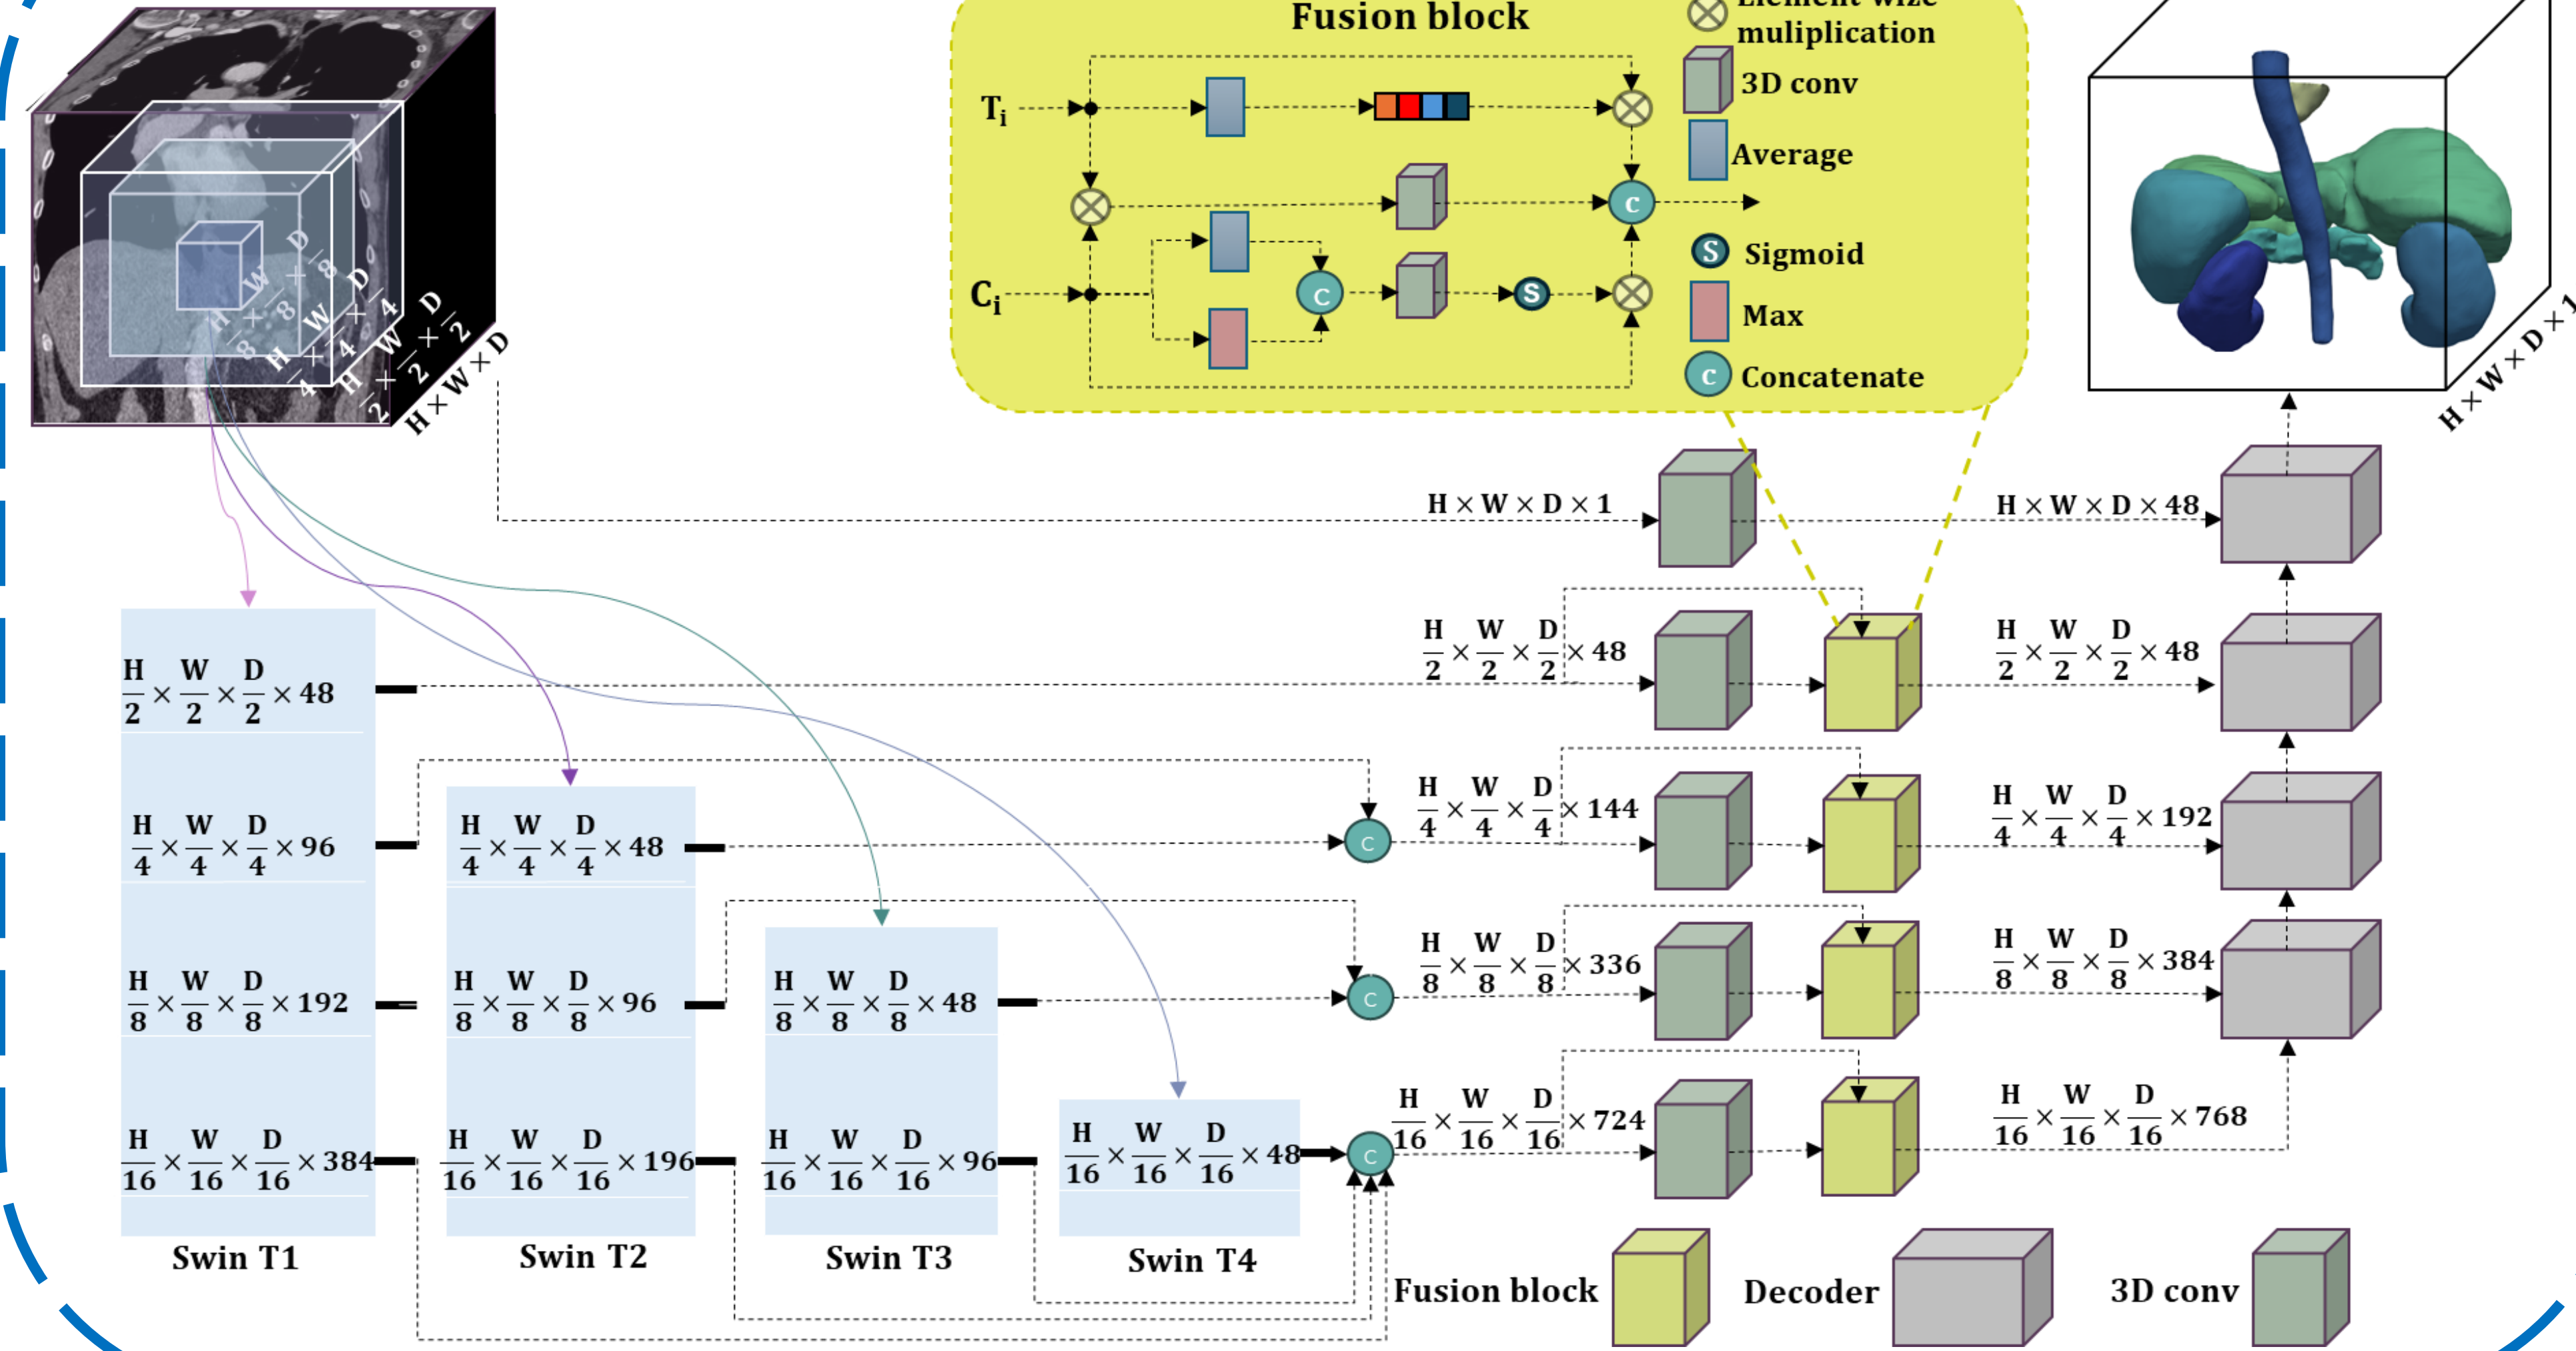 Fusion block
Element-wize
muliplication
3D conv
Average
Sigmoid
Max
Concatenate
T_i
C_i
C
C
S
S
C
H/8 × W/8 × D/8
H/4 × W/4 × D/4
H/2 × W/2 × D/2
H × W × D
H × W × D × 1
H × W × D × 1
H × W × D × 48
H/2 × W/2 × D/2 × 48
H/2 × W/2 × D/2 × 48
H/2 × W/2 × D/2 × 48
H/4 × W/4 × D/4 × 96
H/4 × W/4 × D/4 × 48
C
H/4 × W/4 × D/4 × 144
H/4 × W/4 × D/4 × 192
H/8 × W/8 × D/8 × 192
H/8 × W/8 × D/8 × 96
H/8 × W/8 × D/8 × 48
C
H/8 × W/8 × D/8 × 336
H/8 × W/8 × D/8 × 384
H/16 × W/16 × D/16 × 384
H/16 × W/16 × D/16 × 196
H/16 × W/16 × D/16 × 96
H/16 × W/16 × D/16 × 48
C
H/16 × W/16 × D/16 × 724
H/16 × W/16 × D/16 × 768
Swin T1
Swin T2
Swin T3
Swin T4
Fusion block
Decoder
3D conv